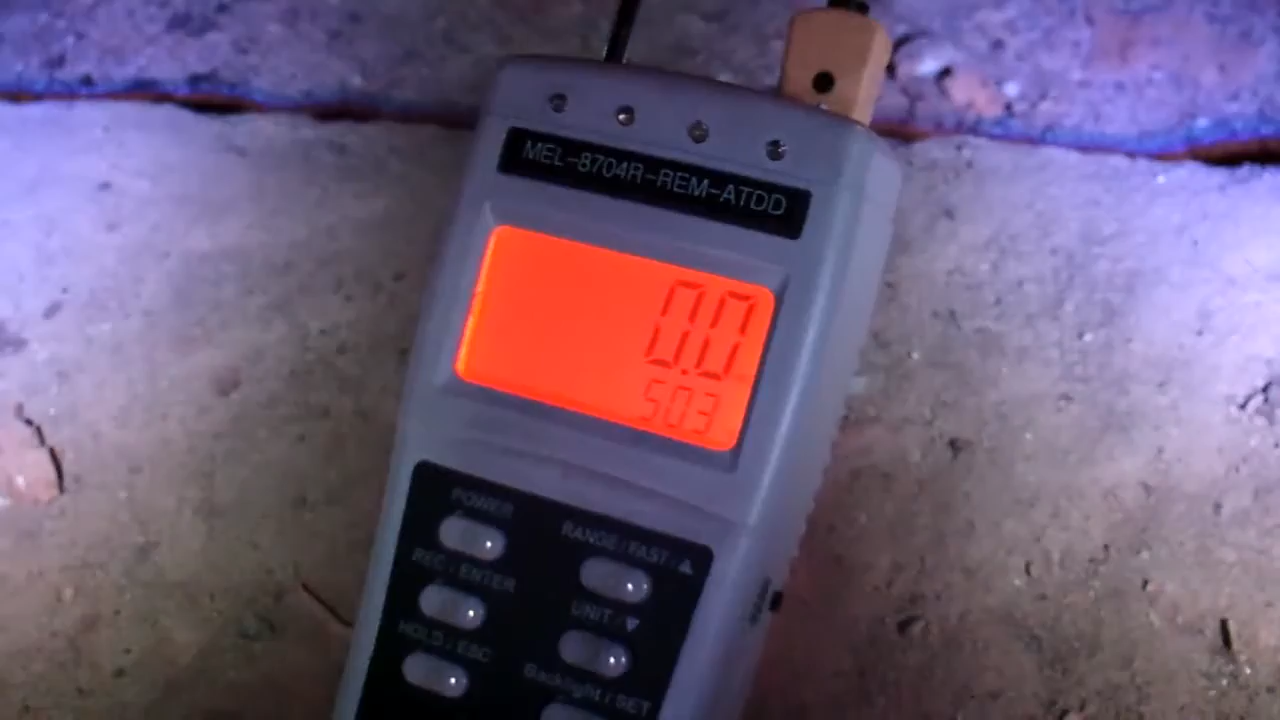 MEL-8704R-REM-ATDD
0.0
503
POWER
RANGE/FAST/▲
REC/ENTER
UNIT/▼
HOLD/ESC
Backlight/SET